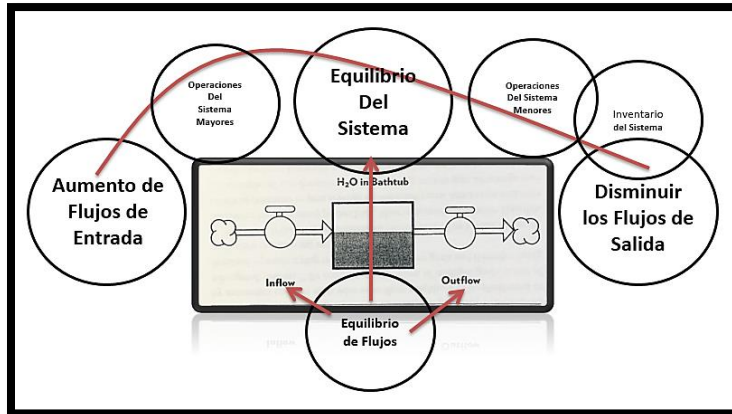 Operaciones
Del
Sistema
Mayores
Equilibrio
Del
Sistema
Operaciones
Del Sistema
Menores
Inventario
del Sistema
Aumento de
Flujos de
Entrada
Disminuir
los Flujos de
Salida
H₂O in Bathtub
Inflow
Outflow
Equilibrio
de Flujos